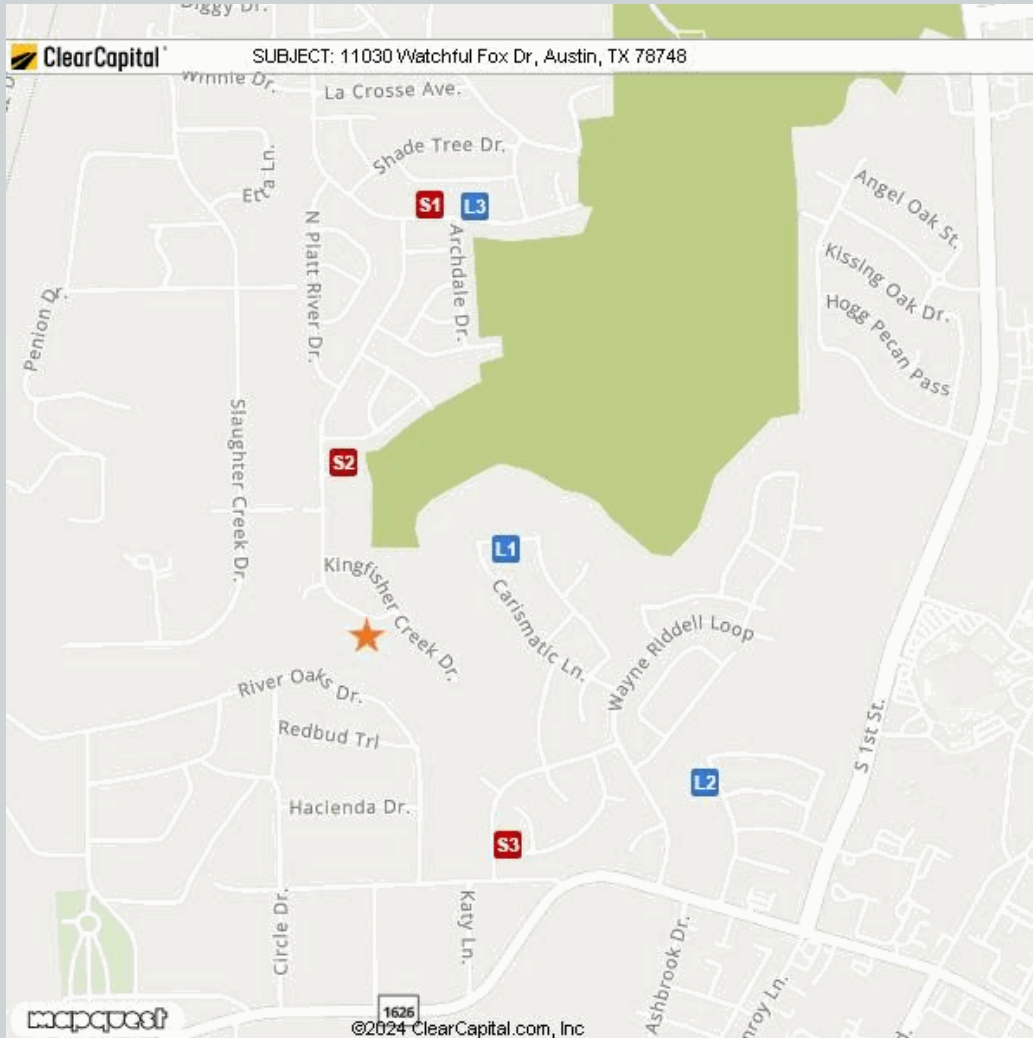 Biggy Dr.
ClearCapital
SUBJECT: 11030 Watchful Fox Dr, Austin, TX 78748
Winnie Dr.
La Crosse Ave.
Shade Tree Dr.
Angel Oak St.
Etta Ln.
S1
L3
N Platt River Dr.
Archdale Dr.
Kissing Oak Dr.
Penion Dr.
Hogg Pecan Pass
Slaughter Creek Dr.
S2
L1
Kingfisher Creek Dr.
Carismatic Ln.
Wayne Riddell Loop
River Oaks Dr.
Redbud Trl
S 1st St.
L2
Hacienda Dr.
S3
Circle Dr.
Katy Ln.
Ashbrook Dr.
1626
mapquest
©2024 ClearCapital.com, Inc